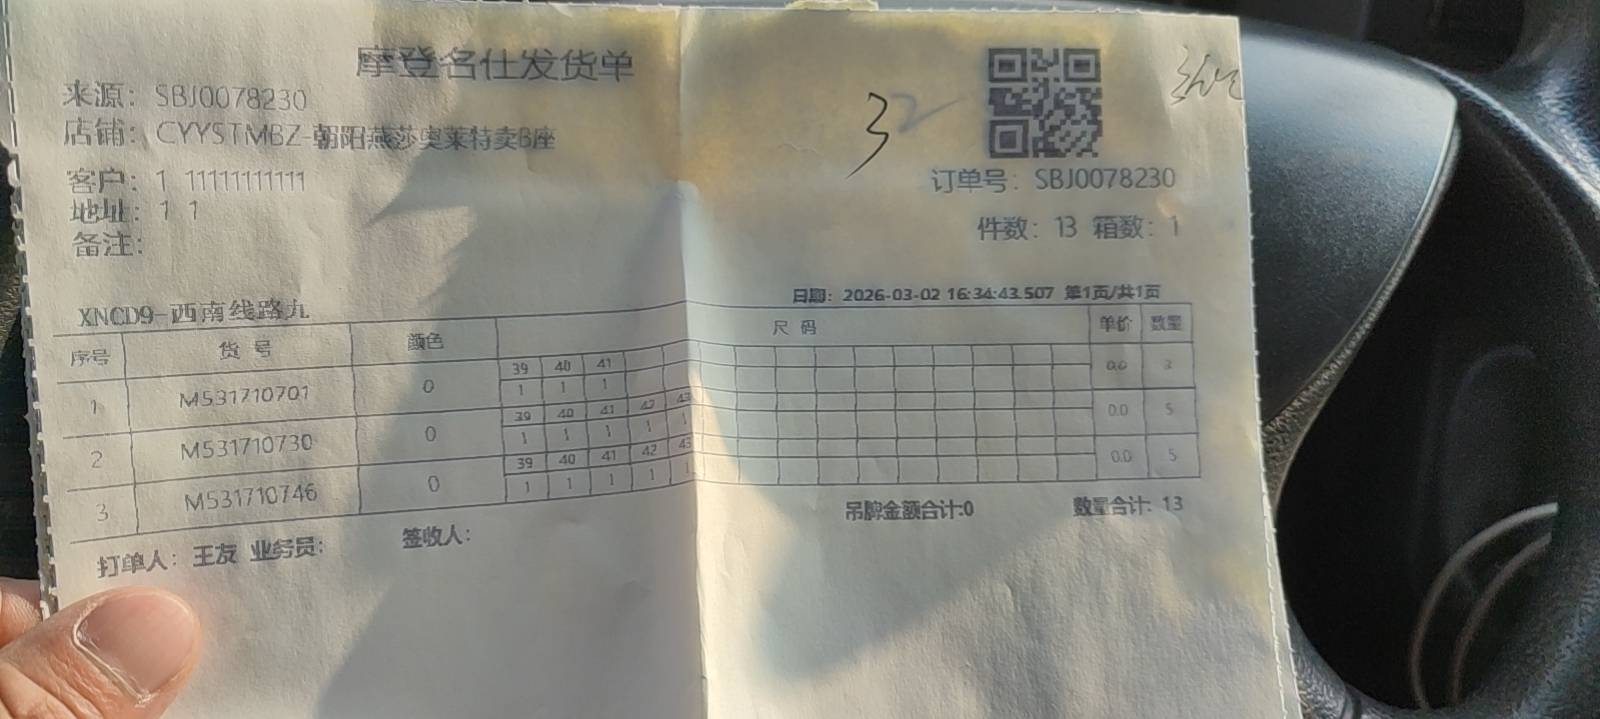 摩登名仕发货单
来源：SBJ0078230
店铺：CYYSTMBZ-朝阳燕莎奥莱特卖B座
客户：1 11111111111
地址：1 1
备注：
32
订单号：SBJ0078230
件数：13 箱数：1
XNCD9-西南线路九
日期：2026-03-02 16:34:43.507 第1页/共1页
序号 货号 颜色 尺码 单价 数量
39 40 41
1 M531710701 0 1 1 1 0.0 3
39 40 41 42 43
2 M531710730 0 1 1 1 1 1 0.0 5
39 40 41 42 43
3 M531710746 0 1 1 1 1 1 0.0 5
吊牌金额合计:0 数量合计：13
打单人：王友 业务员： 签收人：